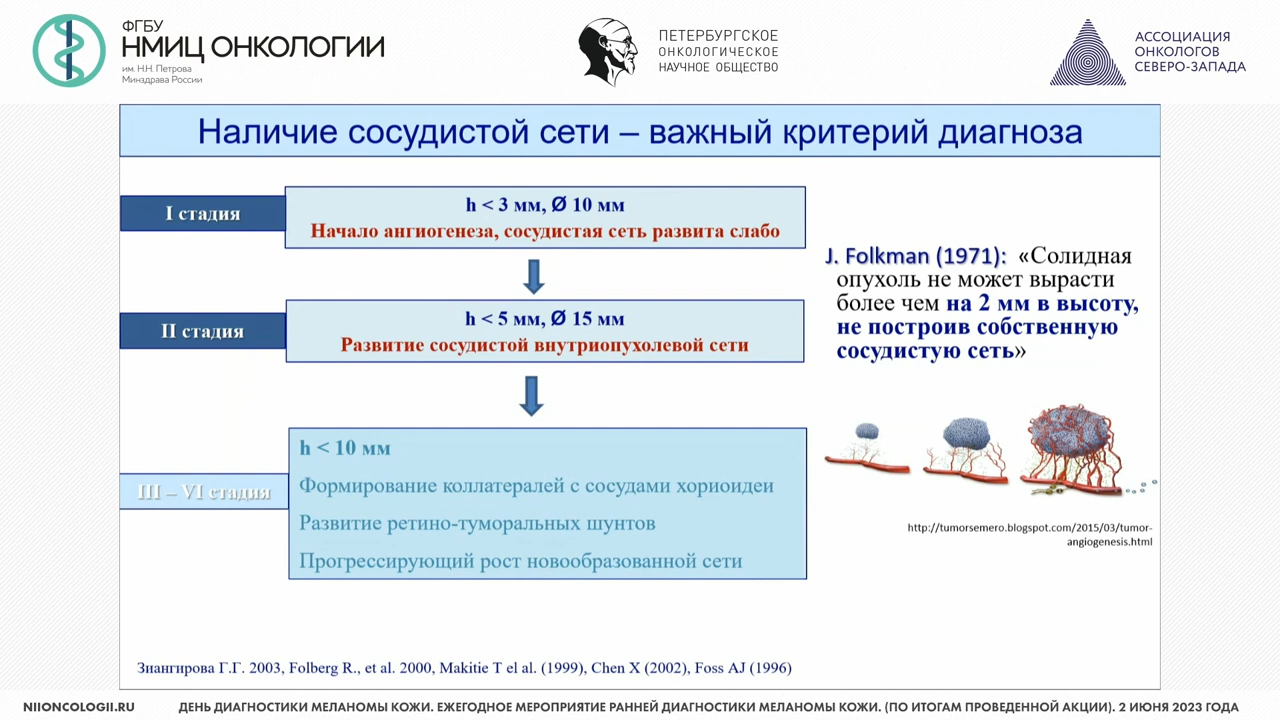 ФГБУ
НМИЦ ОНКОЛОГИИ
им. Н.Н. Петрова
Минздрава России
ПЕТЕРБУРГСКОЕ
ОНКОЛОГИЧЕСКОЕ
НАУЧНОЕ ОБЩЕСТВО
АССОЦИАЦИЯ
ОНКОЛОГОВ
СЕВЕРО-ЗАПАДА
Наличие сосудистой сети – важный критерий диагноза
I стадия
h < 3 мм, Ø 10 мм
Начало ангиогенеза, сосудистая сеть развита слабо
II стадия
h < 5 мм, Ø 15 мм
Развитие сосудистой внутриопухолевой сети
III – VI стадия
h < 10 мм
Формирование коллатералей с сосудами хориоидеи
Развитие ретино-туморальных шунтов
Прогрессирующий рост новообразованной сети
J. Folkman (1971): «Солидная
опухоль не может вырасти
более чем на 2 мм в высоту,
не построив собственную
сосудистую сеть»
http://tumorsemero.blogspot.com/2015/03/tumor-
angiogenesis.html
Зиангирова Г.Г. 2003, Folberg R., et al. 2000, Makitie T el al. (1999), Chen X (2002), Foss AJ (1996)
NIIONCOLOGII.RU
ДЕНЬ ДИАГНОСТИКИ МЕЛАНОМЫ КОЖИ. ЕЖЕГОДНОЕ МЕРОПРИЯТИЕ РАННЕЙ ДИАГНОСТИКИ МЕЛАНОМЫ КОЖИ. (ПО ИТОГАМ ПРОВЕДЕННОЙ АКЦИИ). 2 ИЮНЯ 2023 ГОДА